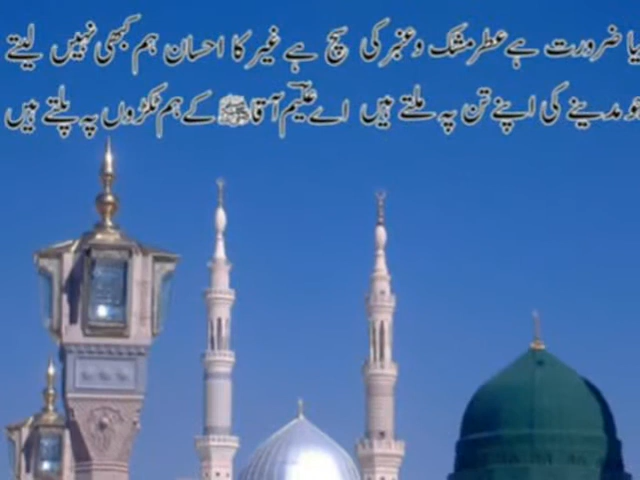 یا ضرورت ہے عطر مشک و عنبر کی سچ ہے غیر کا احسان ہم کبھی نہیں لیتے
و مدینے کی اپنے تن پہ ملتے ہیں اے علیم آقا ﷺ کے ہم ٹکڑوں پہ پلتے ہیں